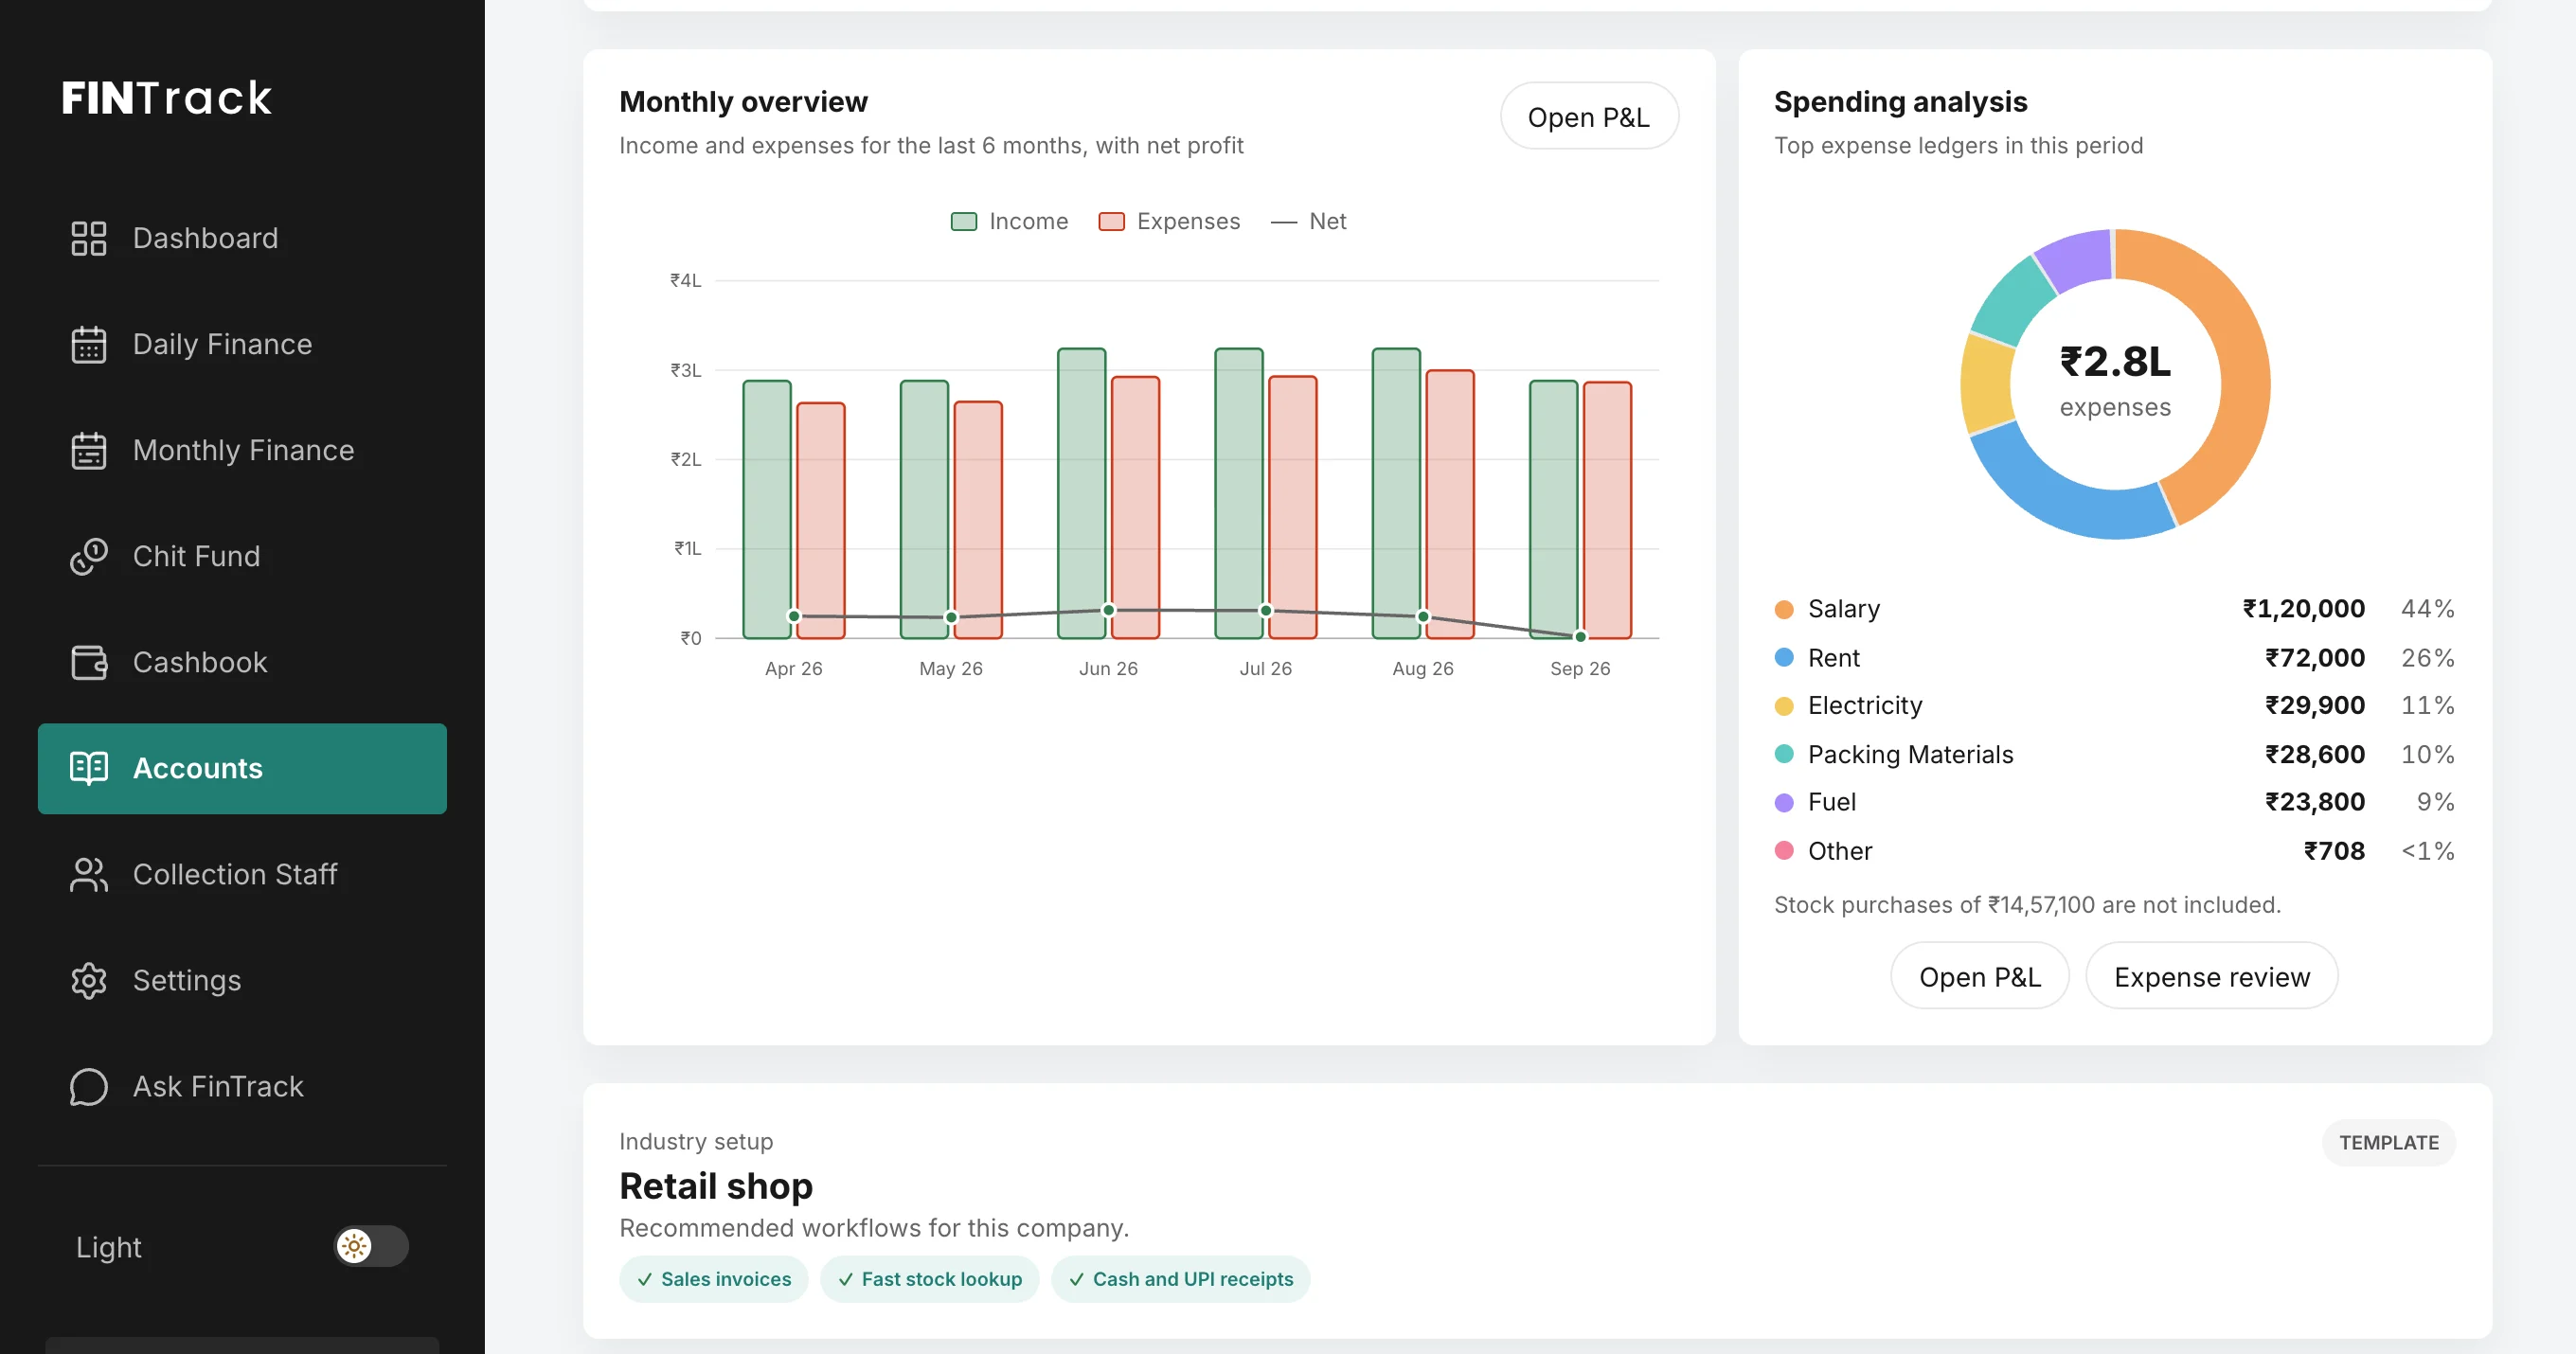 FINTrack
Dashboard
Daily Finance
Monthly Finance
Chit Fund
Cashbook
Accounts
Collection Staff
Settings
Ask FinTrack
Light
Monthly overview
Income and expenses for the last 6 months, with net profit
Open P&L
Income Expenses Net
₹4L
₹3L
₹2L
₹1L
₹0
Apr 26 May 26 Jun 26 Jul 26 Aug 26 Sep 26
Spending analysis
Top expense ledgers in this period
₹2.8L
expenses
Salary ₹1,20,000 44%
Rent ₹72,000 26%
Electricity ₹29,900 11%
Packing Materials ₹28,600 10%
Fuel ₹23,800 9%
Other ₹708 <1%
Stock purchases of ₹14,57,100 are not included.
Open P&L Expense review
Industry setup
TEMPLATE
Retail shop
Recommended workflows for this company.
✓ Sales invoices ✓ Fast stock lookup ✓ Cash and UPI receipts